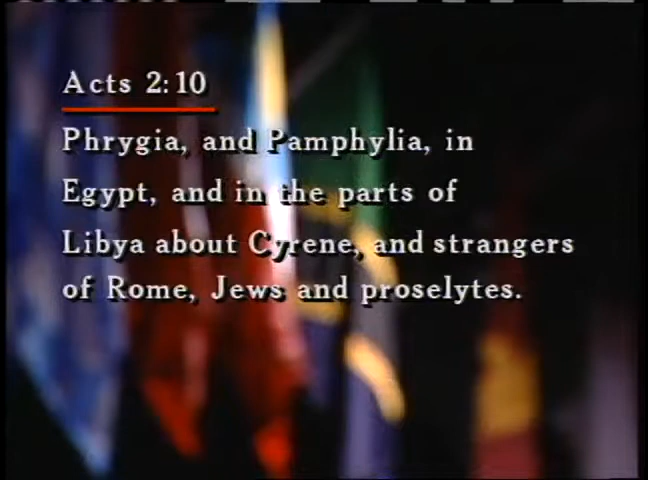 Acts 2:10
Phrygia, and Pamphylia, in
Egypt, and in the parts of
Libya about Cyrene, and strangers
of Rome, Jews and proselytes.